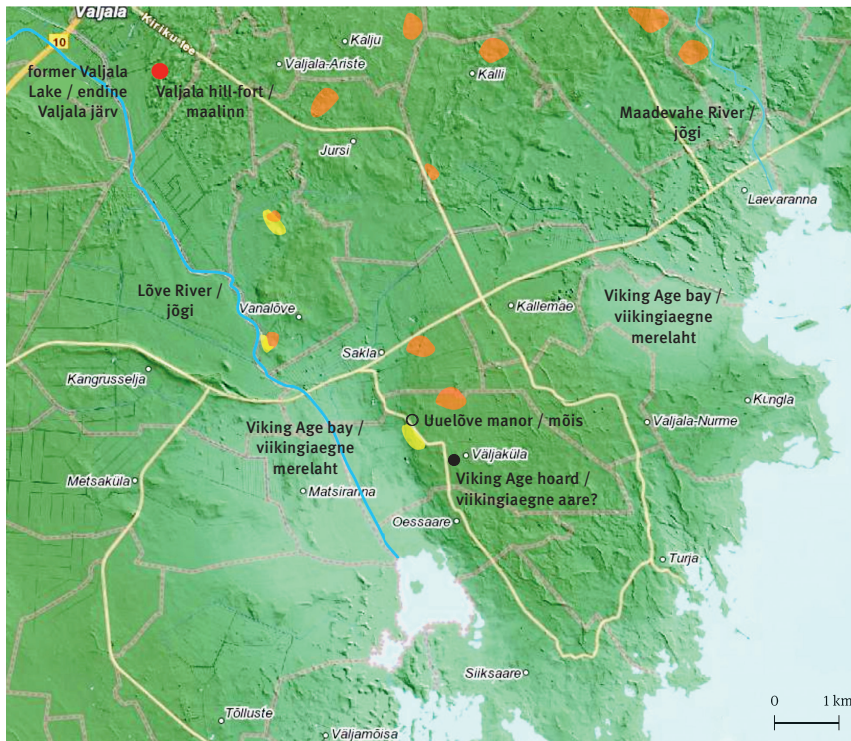 Valjala
Kiriku tee
10
Kalju
Valjala-Ariste
Kalli
former Valjala
Lake / endine
Valjala järv
Valjala hill-fort /
maalinn
Maadevahe River /
jõgi
Jursi
Laevaranna
Lõve River /
jõgi
Vanalõve
Kallemäe
Viking Age bay /
viikingiaegne
merelaht
Sakla
Kangrusselja
Kungla
Uuelõve manor / mõis
Valjala-Nurme
Viking Age bay /
viikingiaegne
merelaht
Väljaküla
Viking Age hoard /
viikingiaegne aare?
Metsaküla
Matsiranna
Oessaare
Turja
Siiksaare
0 1 km
Tõlluste
Väljamõisa